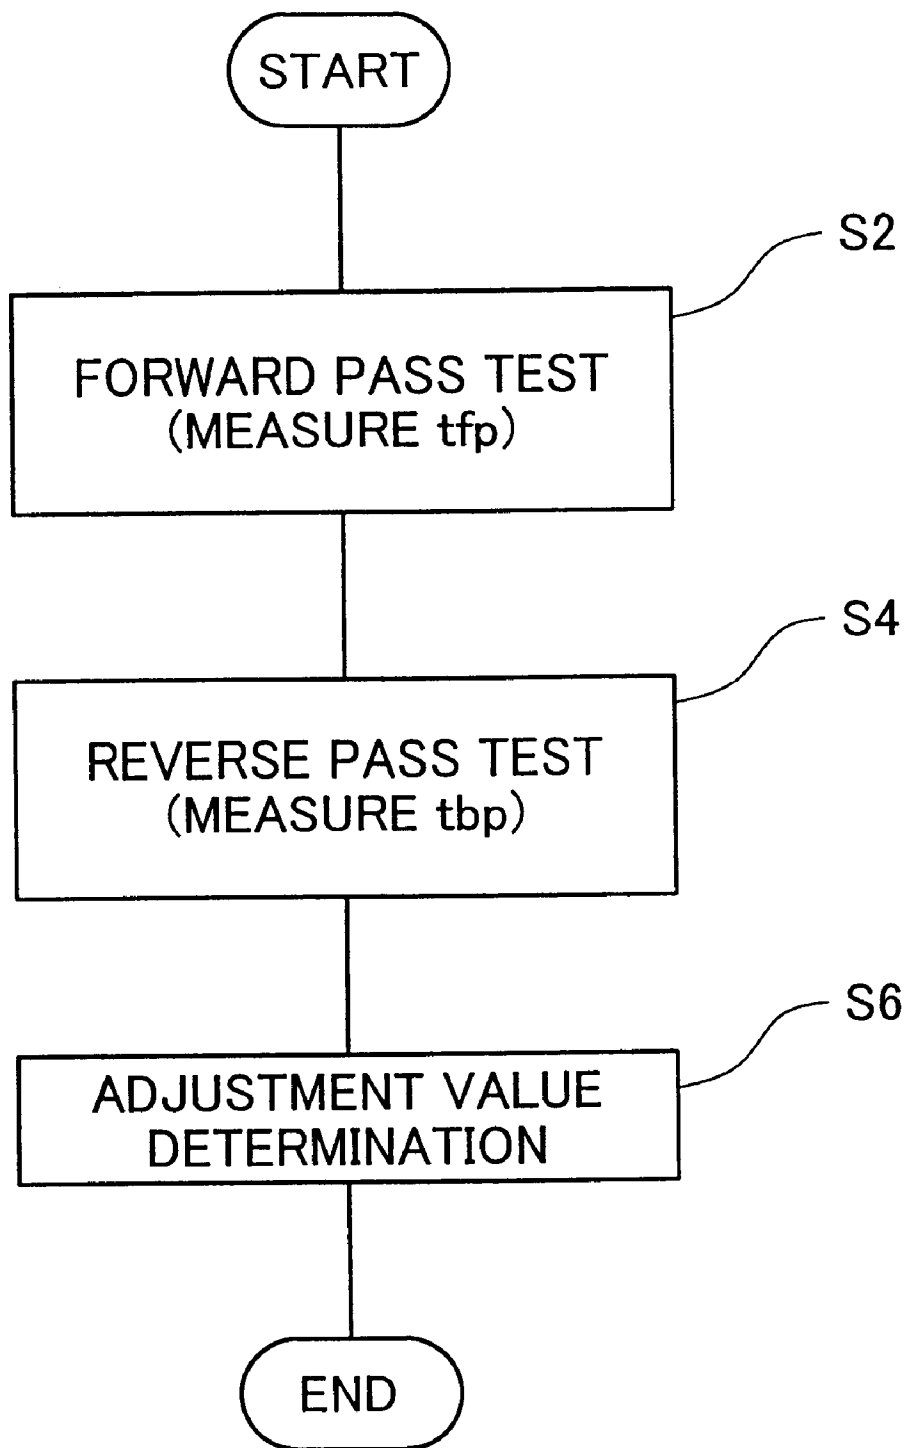 START
S2
FORWARD PASS TEST
(MEASURE tfp)
S4
REVERSE PASS TEST
(MEASURE tbp)
S6
ADJUSTMENT VALUE
DETERMINATION
END